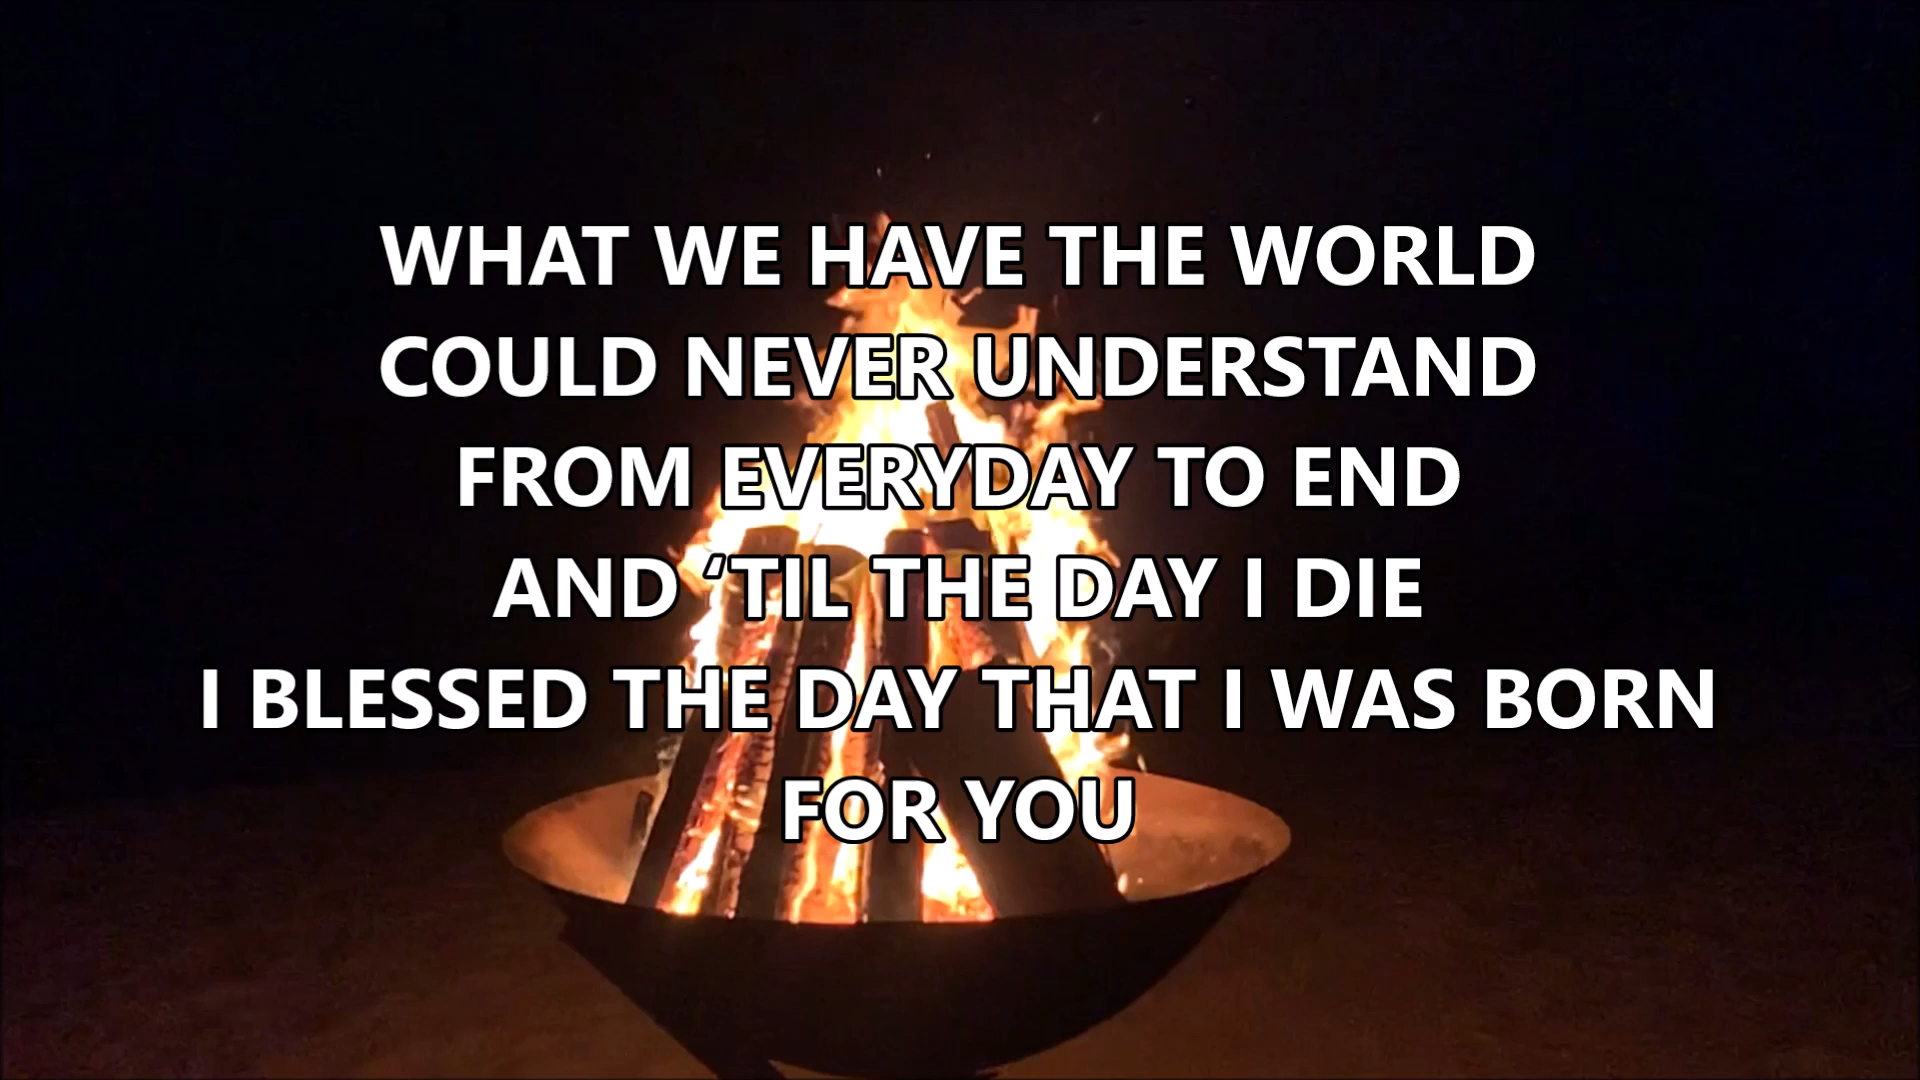 WHAT WE HAVE THE WORLD
COULD NEVER UNDERSTAND
FROM EVERYDAY TO END
AND ‘TIL THE DAY I DIE
I BLESSED THE DAY THAT I WAS BORN
FOR YOU